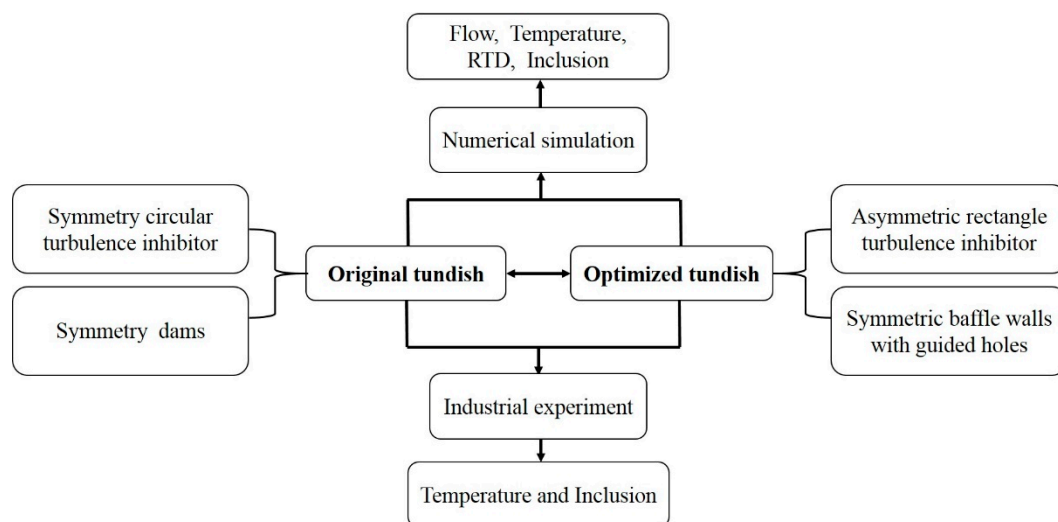 Flow, Temperature,
RTD, Inclusion
Numerical simulation
Symmetry circular
turbulence inhibitor
Symmetry dams
Original tundish
Optimized tundish
Asymmetric rectangle
turbulence inhibitor
Symmetric baffle walls
with guided holes
Industrial experiment
Temperature and Inclusion